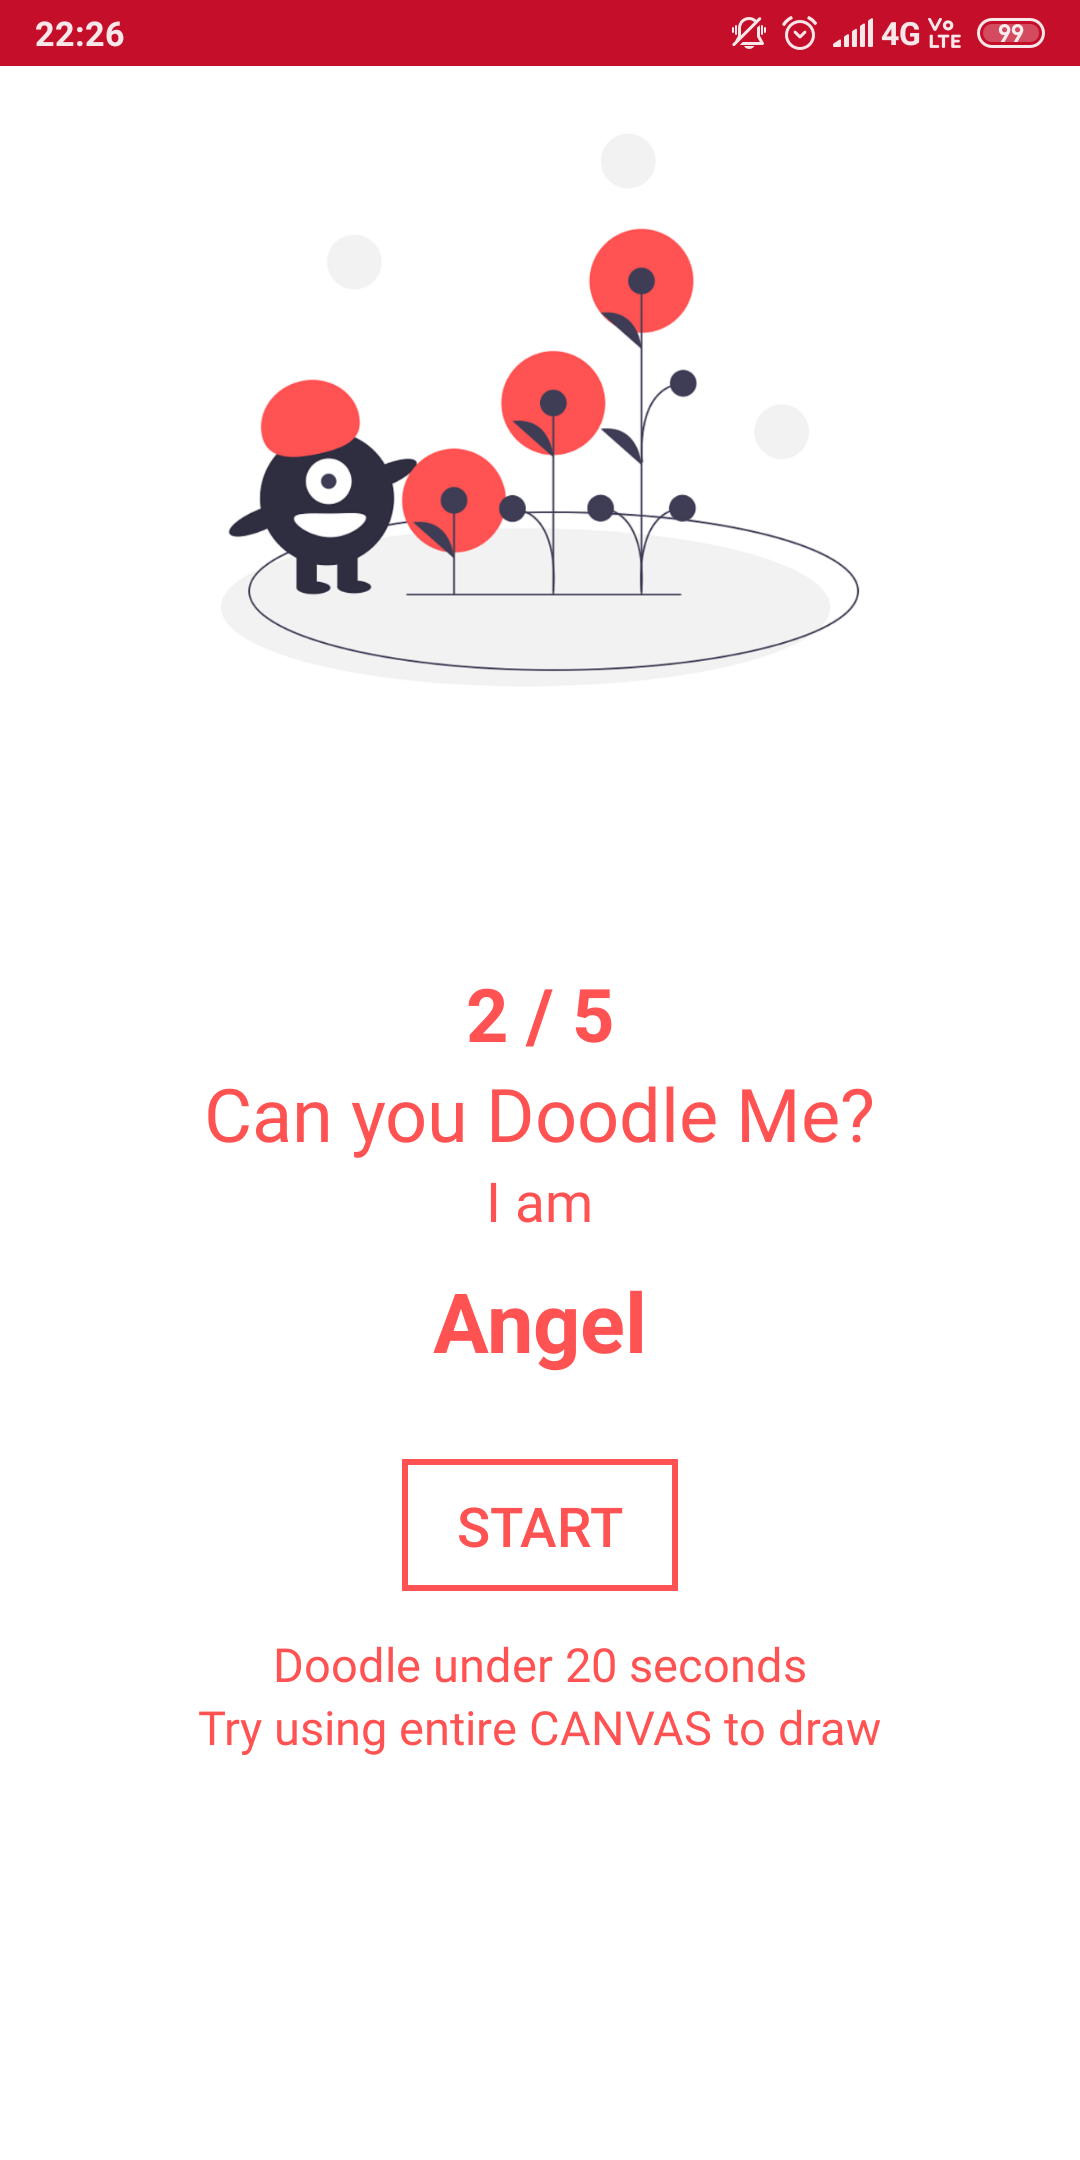 22:26 4G Vo LTE 99
2 / 5
Can you Doodle Me?
I am
Angel
START
Doodle under 20 seconds
Try using entire CANVAS to draw